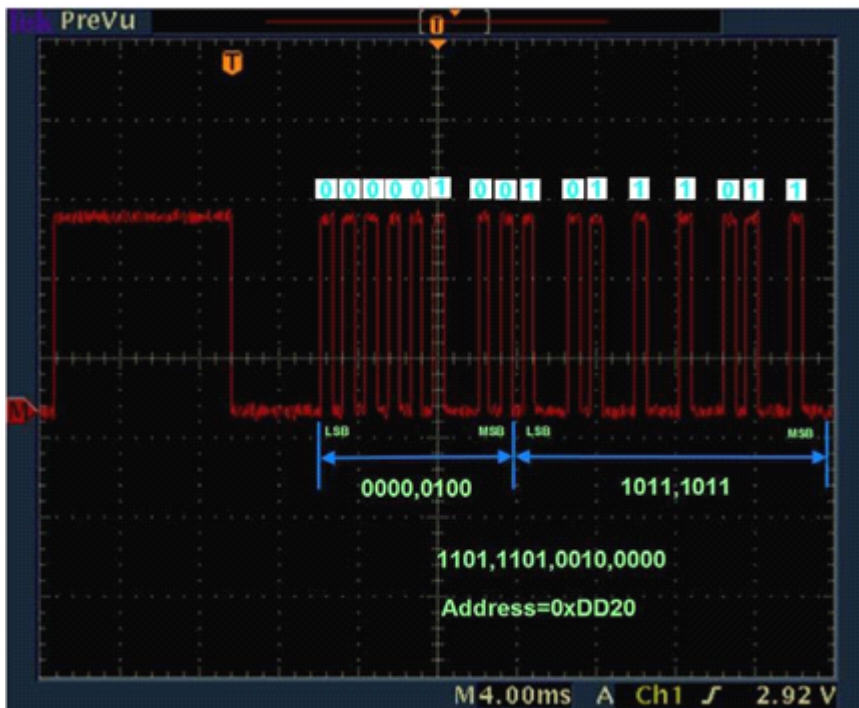 Tek PreVu
T
T
0 0 0 0 0 1 0 0 1 0 1 1 1 0 1 1
M
LSB MSB LSB MSB
0000,0100 1011,1011
1101,1101,0010,0000
Address=0xDD20
M4.00ms A Ch1 2.92 V